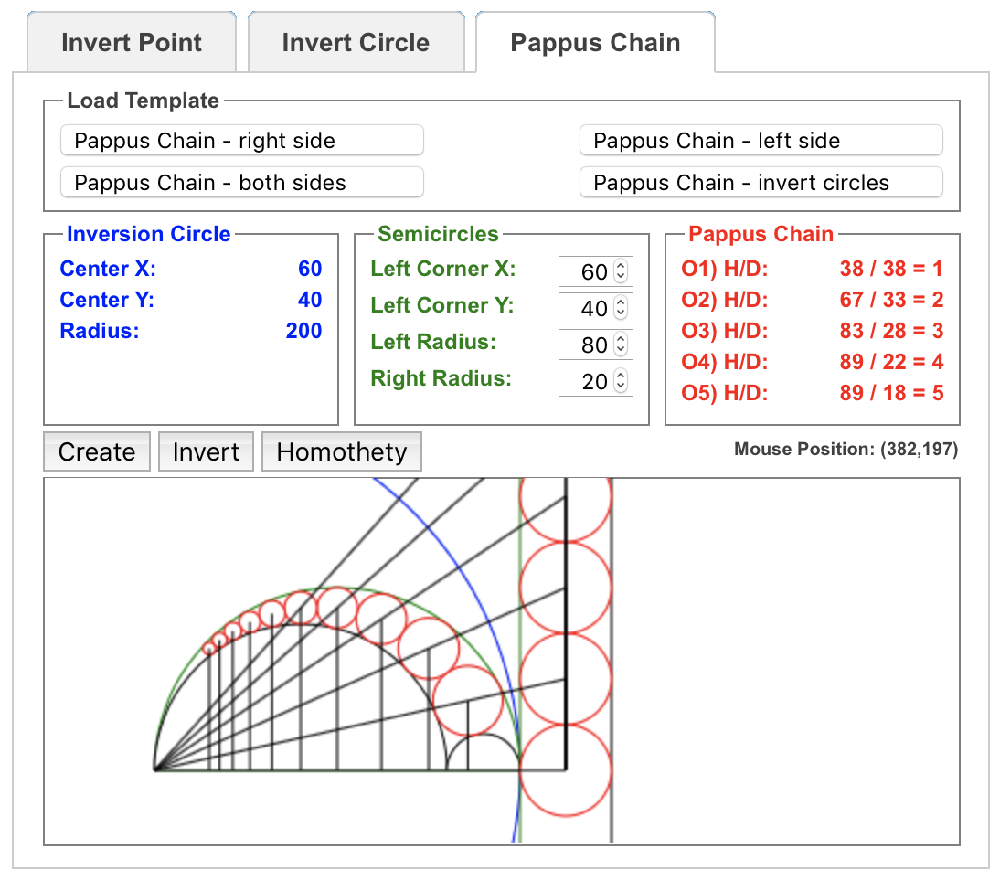 Invert Point Invert Circle Pappus Chain
Load Template
Pappus Chain - right side Pappus Chain - left side
Pappus Chain - both sides Pappus Chain - invert circles
Inversion Circle
Center X: 60
Center Y: 40
Radius: 200
Semicircles
Left Corner X: 60
Left Corner Y: 40
Left Radius: 80
Right Radius: 20
Pappus Chain
O1) H/D: 38 / 38 = 1
O2) H/D: 67 / 33 = 2
O3) H/D: 83 / 28 = 3
O4) H/D: 89 / 22 = 4
O5) H/D: 89 / 18 = 5
Create Invert Homothety
Mouse Position: (382,197)